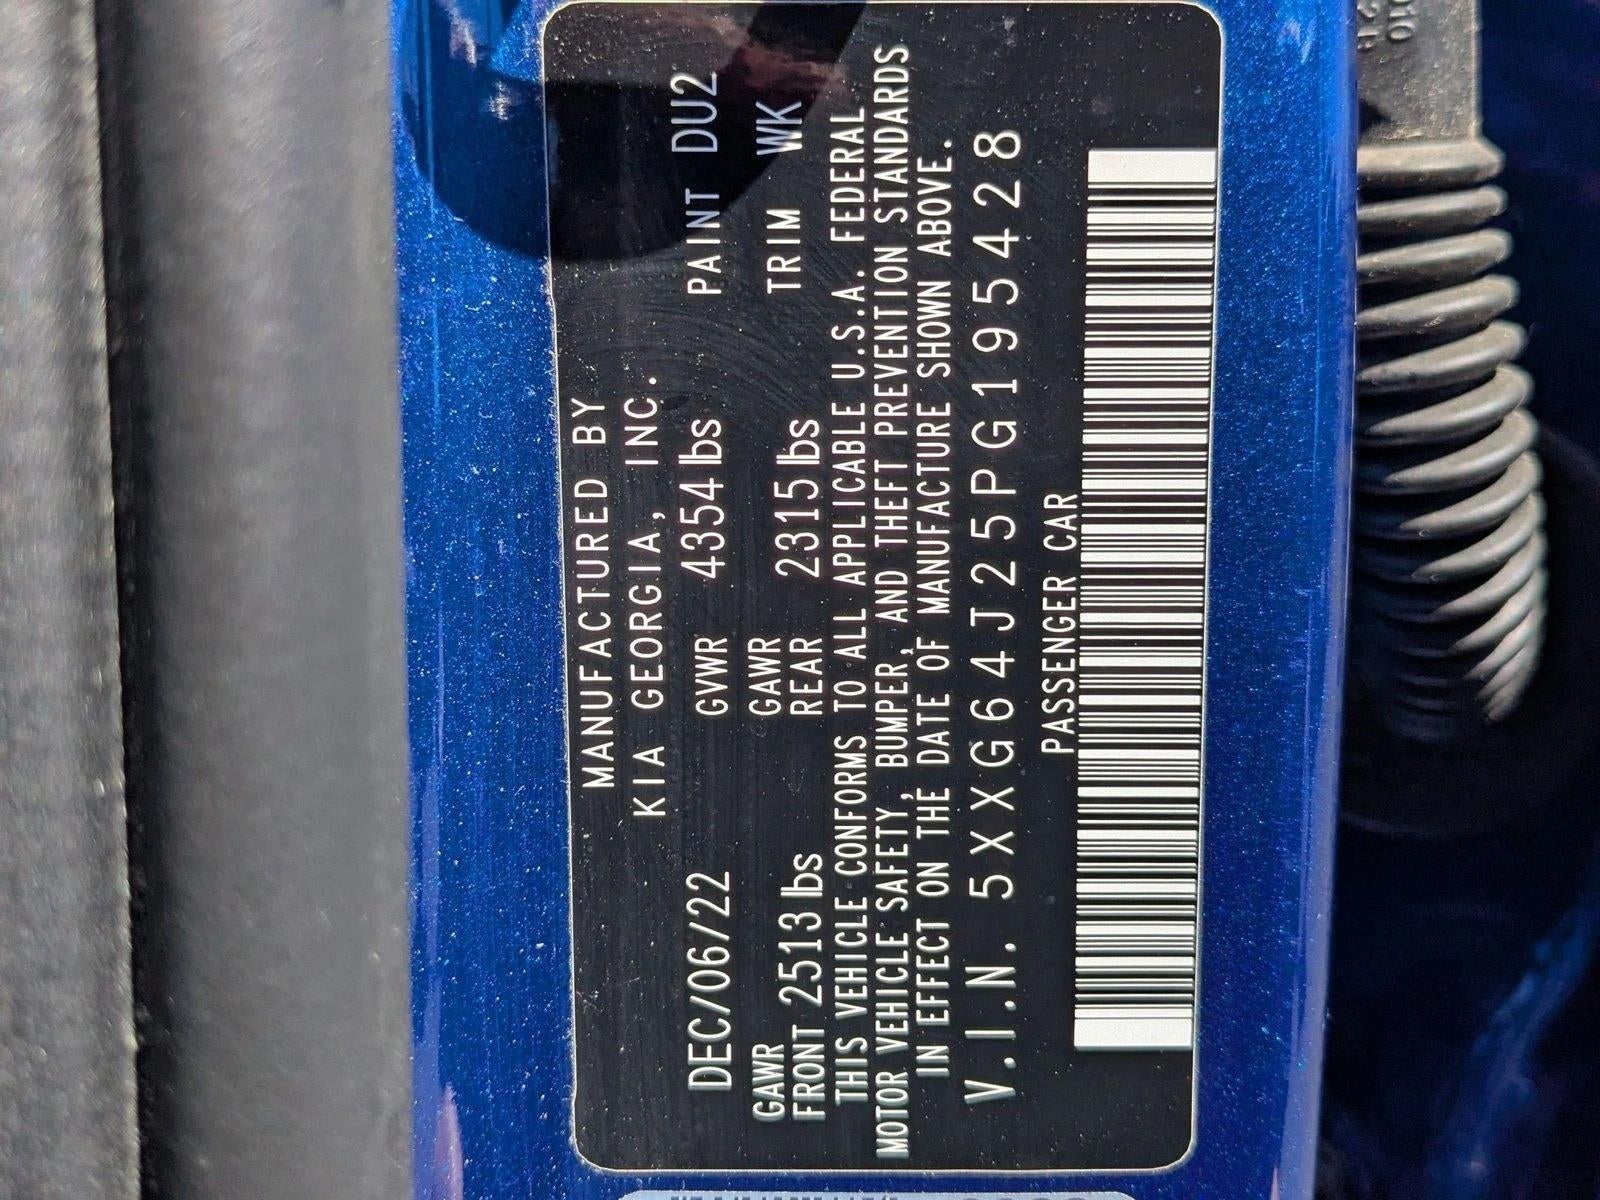 MANUFACTURED BY
KIA GEORGIA, INC.
DEC/06/22 GVWR 4354 lbs PAINT DU2
GAWR FRONT 2513 lbs GAWR REAR 2315 lbs TRIM WK
THIS VEHICLE CONFORMS TO ALL APPLICABLE U.S.A. FEDERAL
MOTOR VEHICLE SAFETY, BUMPER, AND THEFT PREVENTION STANDARDS
IN EFFECT ON THE DATE OF MANUFACTURE SHOWN ABOVE.
V.I.N. 5XXG64J25PG195428
PASSENGER CAR